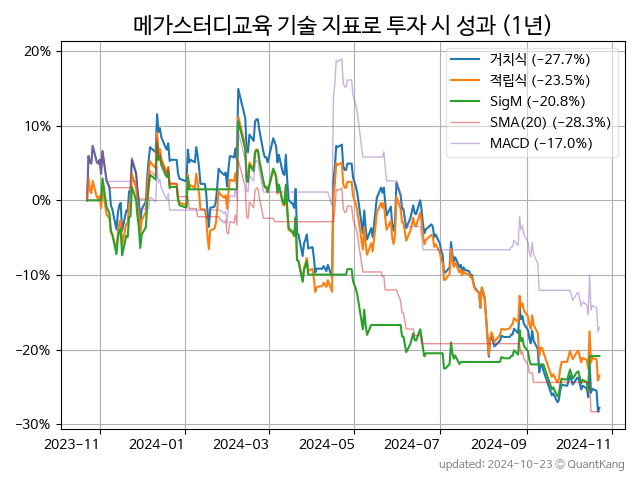 메가스터디교육 기술 지표로 투자 시 성과 (1년)
거치식 (−27.7%)
적립식 (−23.5%)
SigM (−20.8%)
SMA(20) (−28.3%)
MACD (−17.0%)
20%
10%
0%
−10%
−20%
−30%
2023-11 2024-01 2024-03 2024-05 2024-07 2024-09 2024-11
updated: 2024-10-23 © QuantKang